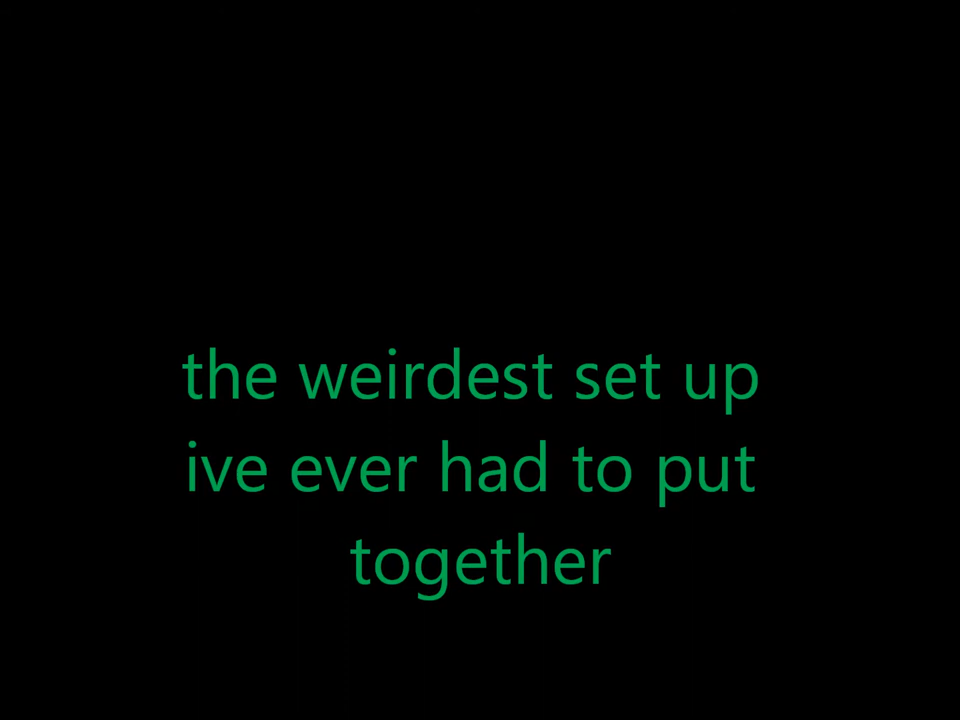 the weirdest set up
ive ever had to put
together